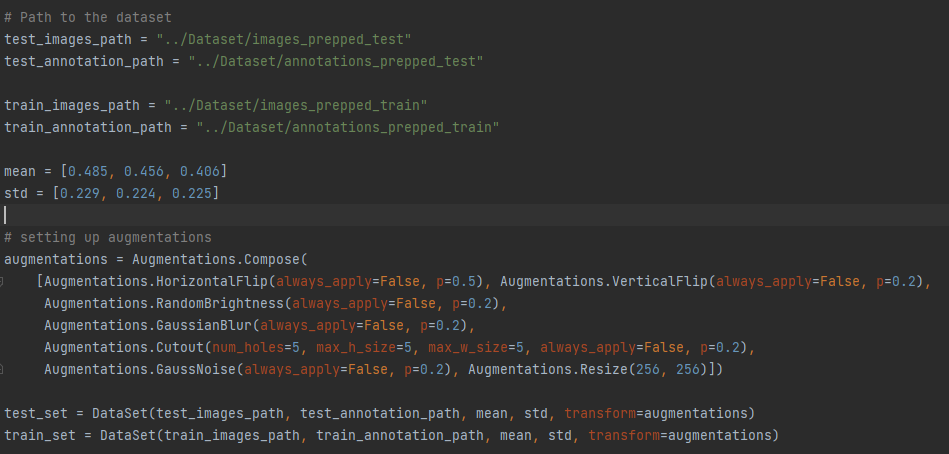 # Path to the dataset
test_images_path = "../Dataset/images_prepped_test"
test_annotation_path = "../Dataset/annotations_prepped_test"
train_images_path = "../Dataset/images_prepped_train"
train_annotation_path = "../Dataset/annotations_prepped_train"
mean = [0.485, 0.456, 0.406]
std = [0.229, 0.224, 0.225]
# setting up augmentations
augmentations = Augmentations.Compose(
    [Augmentations.HorizontalFlip(always_apply=False, p=0.5), Augmentations.VerticalFlip(always_apply=False, p=0.2),
     Augmentations.RandomBrightness(always_apply=False, p=0.2),
     Augmentations.GaussianBlur(always_apply=False, p=0.2),
     Augmentations.Cutout(num_holes=5, max_h_size=5, max_w_size=5, always_apply=False, p=0.2),
     Augmentations.GaussNoise(always_apply=False, p=0.2), Augmentations.Resize(256, 256)])
test_set = DataSet(test_images_path, test_annotation_path, mean, std, transform=augmentations)
train_set = DataSet(train_images_path, train_annotation_path, mean, std, transform=augmentations)